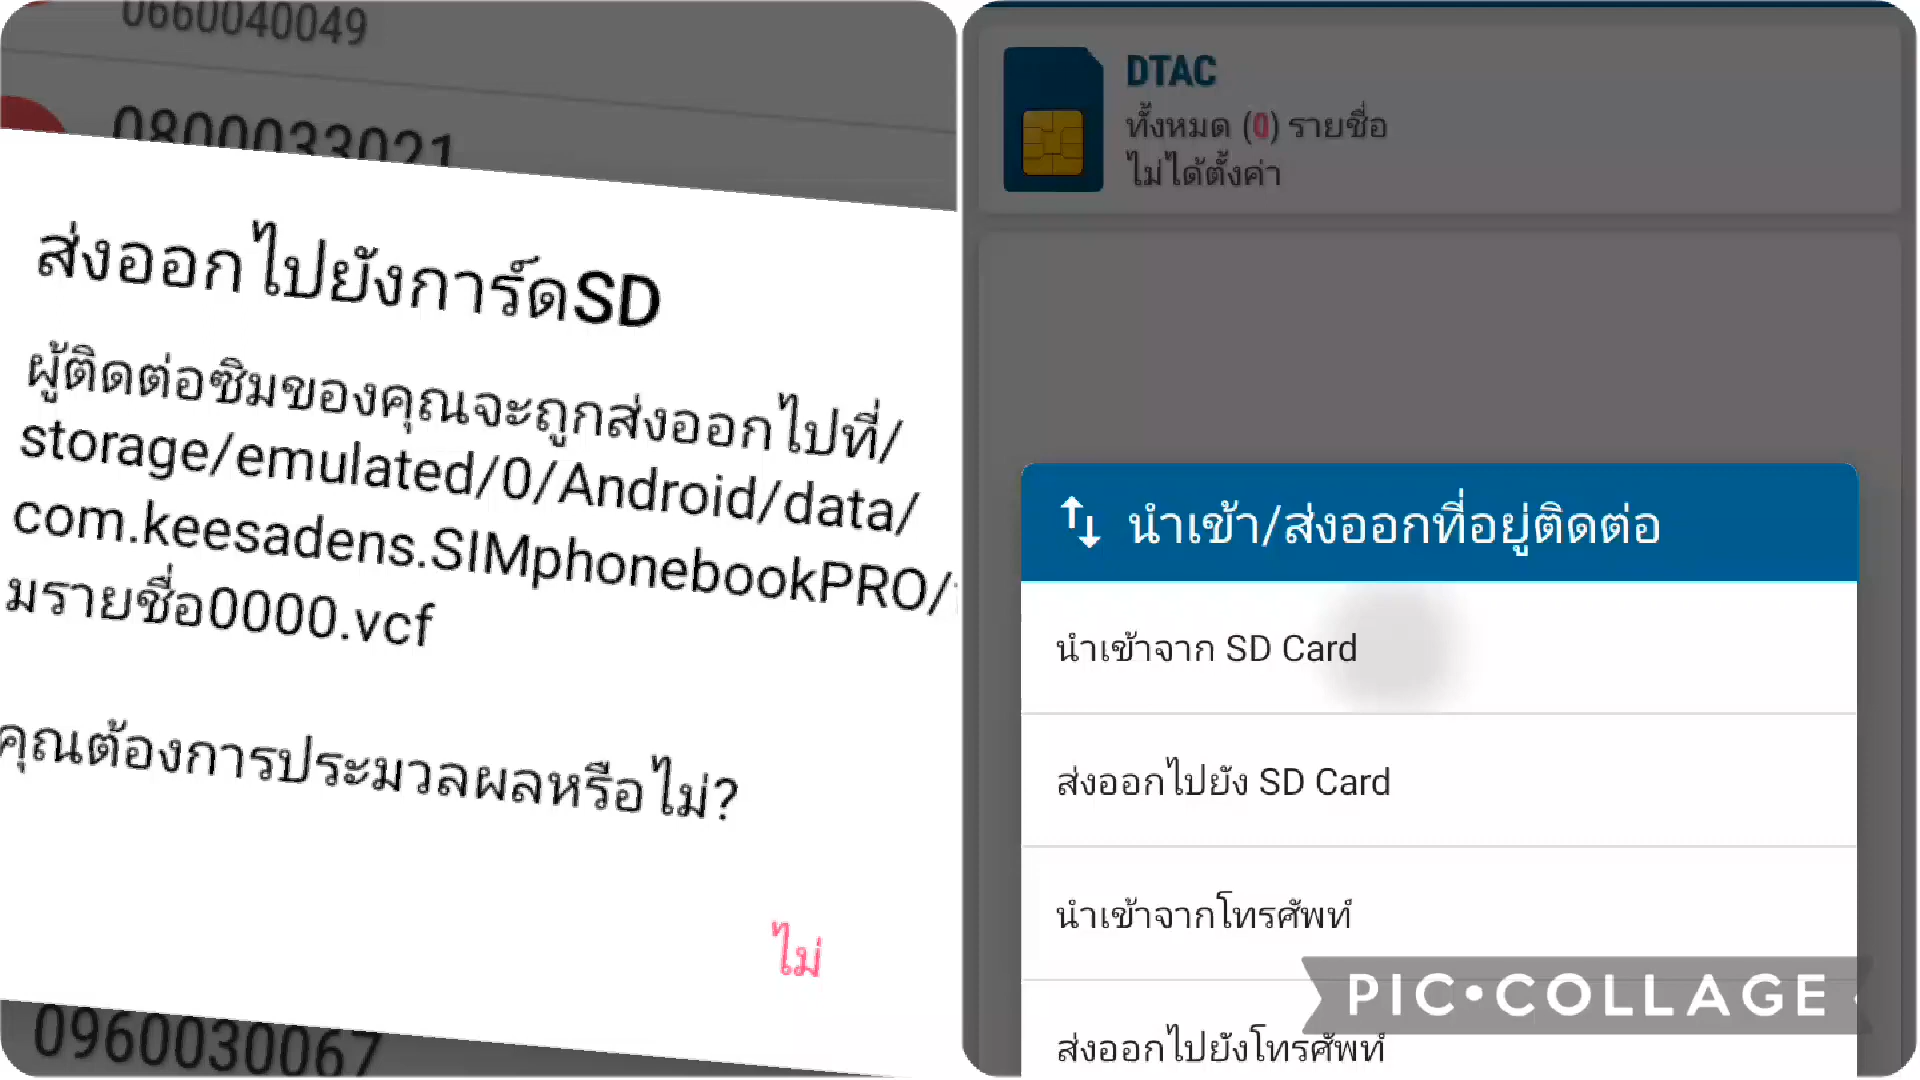 0660040049
0800033021
ส่งออกไปยังการ์ดSD
ผู้ติดต่อซิมของคุณจะถูกส่งออกไปที่/
storage/emulated/0/Android/data/
com.keesadens.SIMphonebookPRO/
มรายชื่อ0000.vcf
คุณต้องการประมวลผลหรือไม่?
ไม่
0960030067
DTAC
ทั้งหมด (0) รายชื่อ
ไม่ได้ตั้งค่า
นำเข้า/ส่งออกที่อยู่ติดต่อ
นำเข้าจาก SD Card
ส่งออกไปยัง SD Card
นำเข้าจากโทรศัพท์
ส่งออกไปยังโทรศัพท์
PIC•COLLAGE